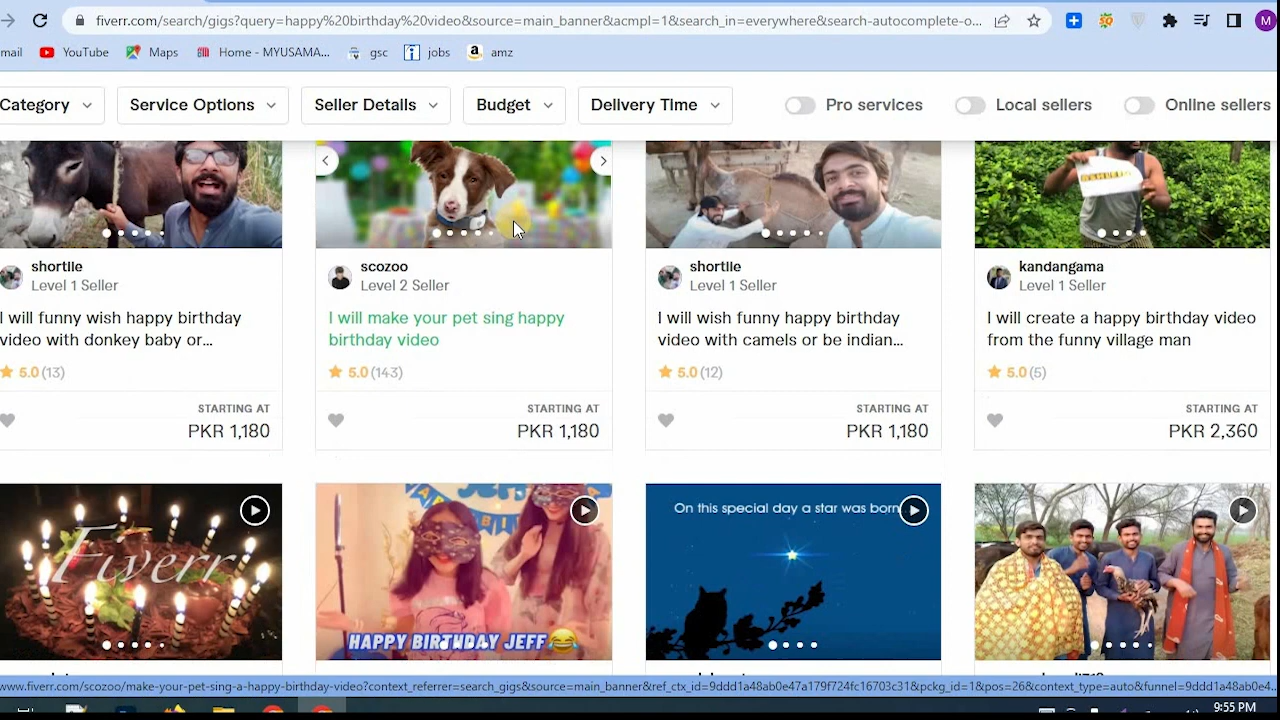 fiverr.com/search/gigs?query=happy%20birthday%20video&source=main_banner&acmpl=1&search_in=everywhere&search-autocomplete-o...
M
mail YouTube Maps Home - MYUSAMA... gsc jobs amz
Category Service Options Seller Details Budget Delivery Time Pro services Local sellers Online sellers
shortlle
Level 1 Seller
I will funny wish happy birthday
video with donkey baby or...
5.0 (13)
STARTING AT
PKR 1,180
scozoo
Level 2 Seller
I will make your pet sing happy
birthday video
5.0 (143)
STARTING AT
PKR 1,180
shortlle
Level 1 Seller
I will wish funny happy birthday
video with camels or be indian...
5.0 (12)
STARTING AT
PKR 1,180
kandangama
Level 1 Seller
I will create a happy birthday video
from the funny village man
5.0 (5)
STARTING AT
PKR 2,360
Fiverr
HAPPY BIRTHDAY JEFF
On this special day a star was born
www.fiverr.com/scozoo/make-your-pet-sing-a-happy-birthday-video?context_referrer=search_gigs&source=main_banner&ref_ctx_id=9ddd1a48ab0e47a179f724fc16703c31&pckg_id=1&pos=26&context_type=auto&funnel=9ddd1a48ab0e4...
9:55 PM